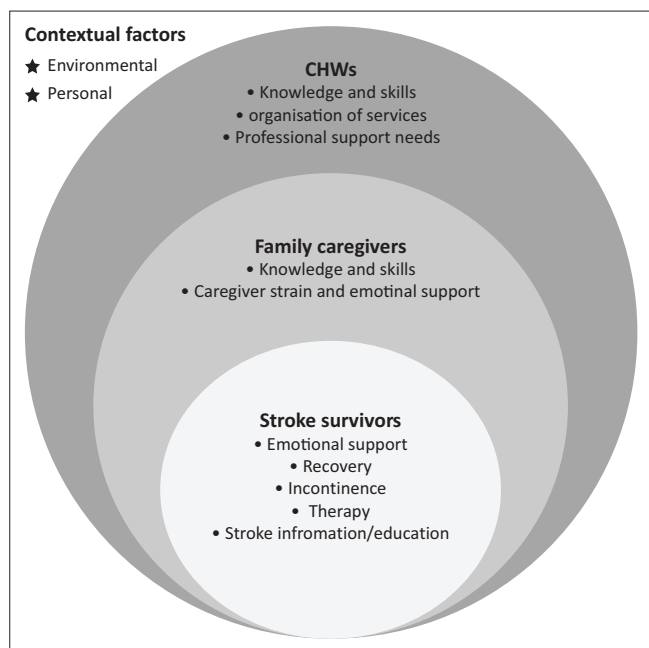 Contextual factors
★ Environmental
★ Personal
CHWs
• Knowledge and skills
• organisation of services
• Professional support needs
Family caregivers
• Knowledge and skills
• Caregiver strain and emotinal support
Stroke survivors
• Emotional support
• Recovery
• Incontinence
• Therapy
• Stroke infromation/education